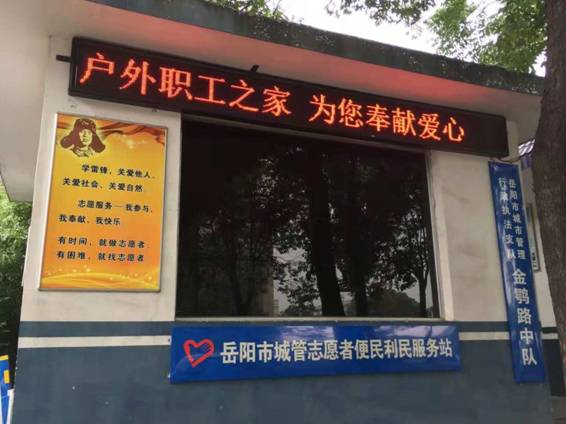 户外职工之家 为您奉献爱心
学雷锋，关爱他人、
关爱社会、关爱自然。
志愿服务—我参与、
我奉献、我快乐
有时间，就做志愿者
有困难，就找志愿者
岳阳市城管志愿者便民利民服务站
岳阳市城市管理
行政执法支队
金鹗路中队